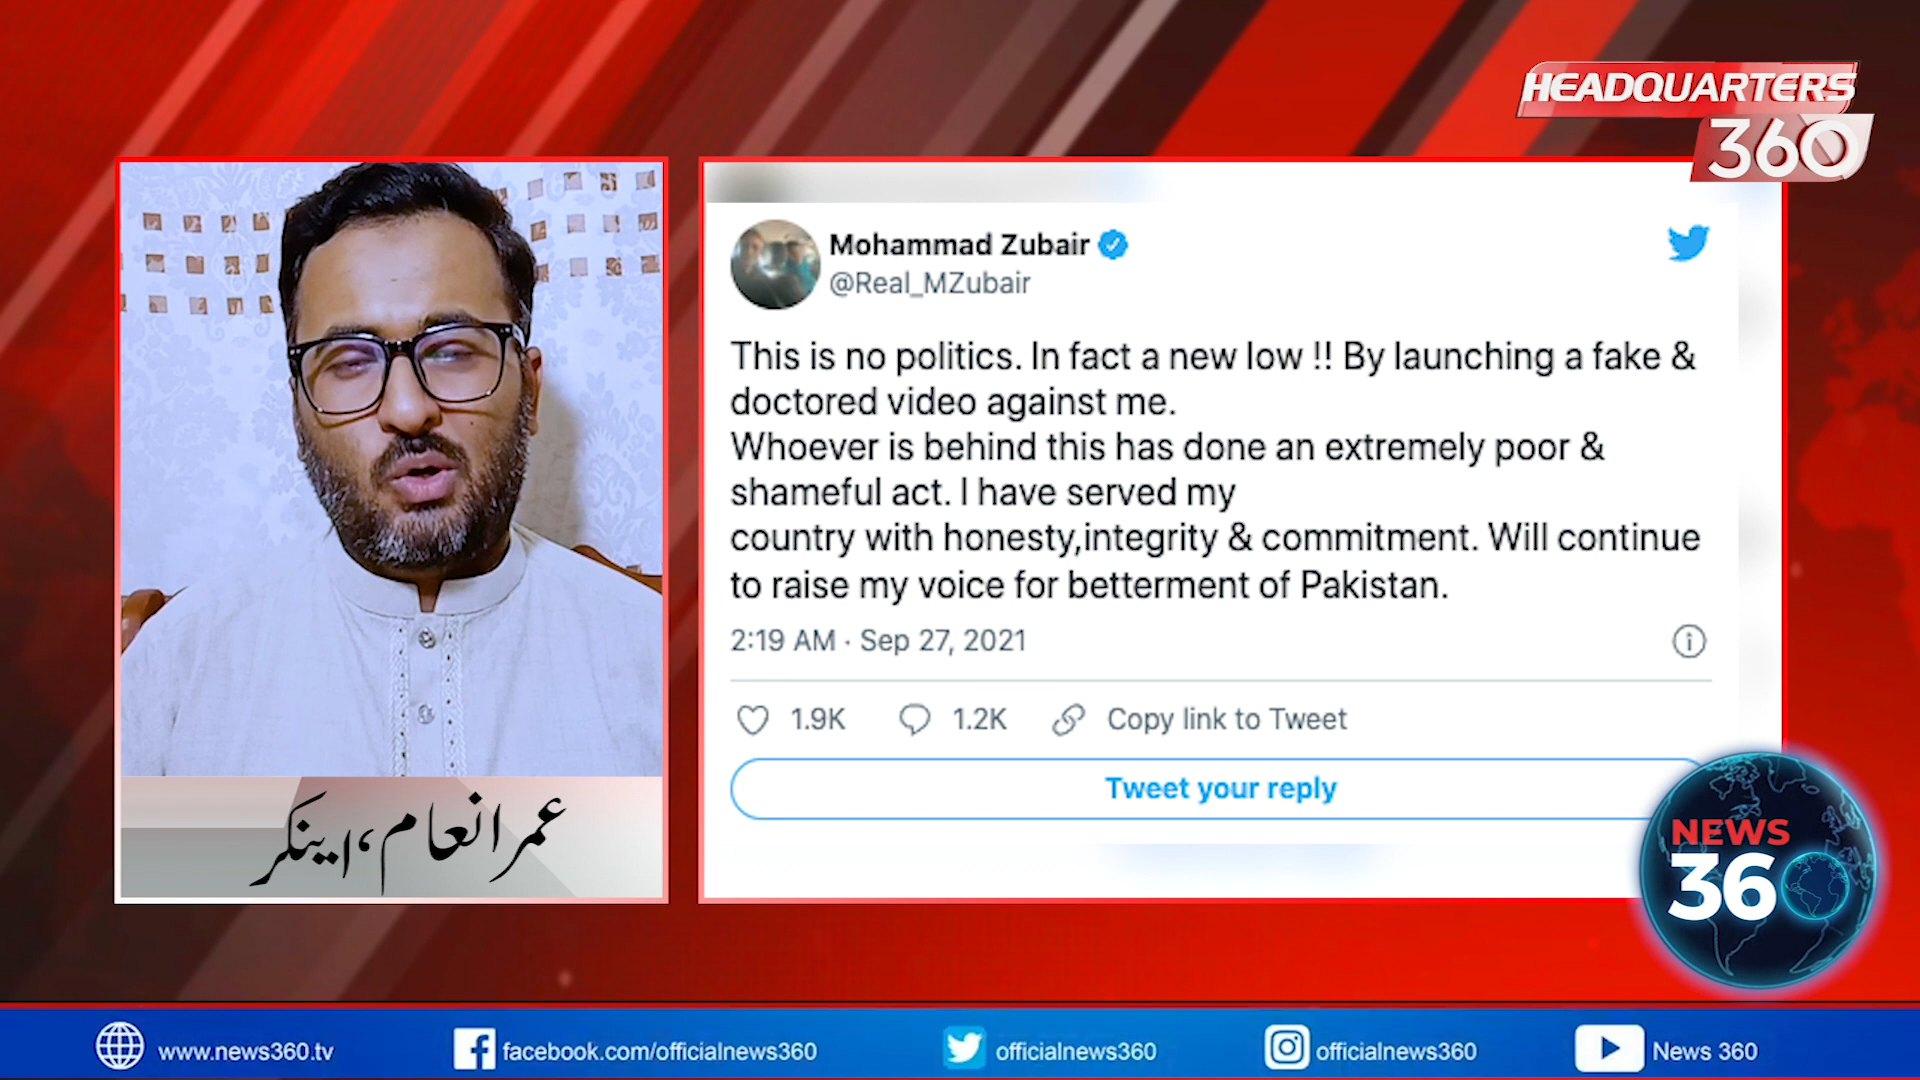 HEADQUARTERS
360
Mohammad Zubair
@Real_MZubair
This is no politics. In fact a new low !! By launching a fake &
doctored video against me.
Whoever is behind this has done an extremely poor &
shameful act. I have served my
country with honesty,integrity & commitment. Will continue
to raise my voice for betterment of Pakistan.
2:19 AM · Sep 27, 2021
1.9K 1.2K Copy link to Tweet
Tweet your reply
عمر انعام، اینکر
NEWS
360
www.news360.tv facebook.com/officialnews360 officialnews360 officialnews360 News 360